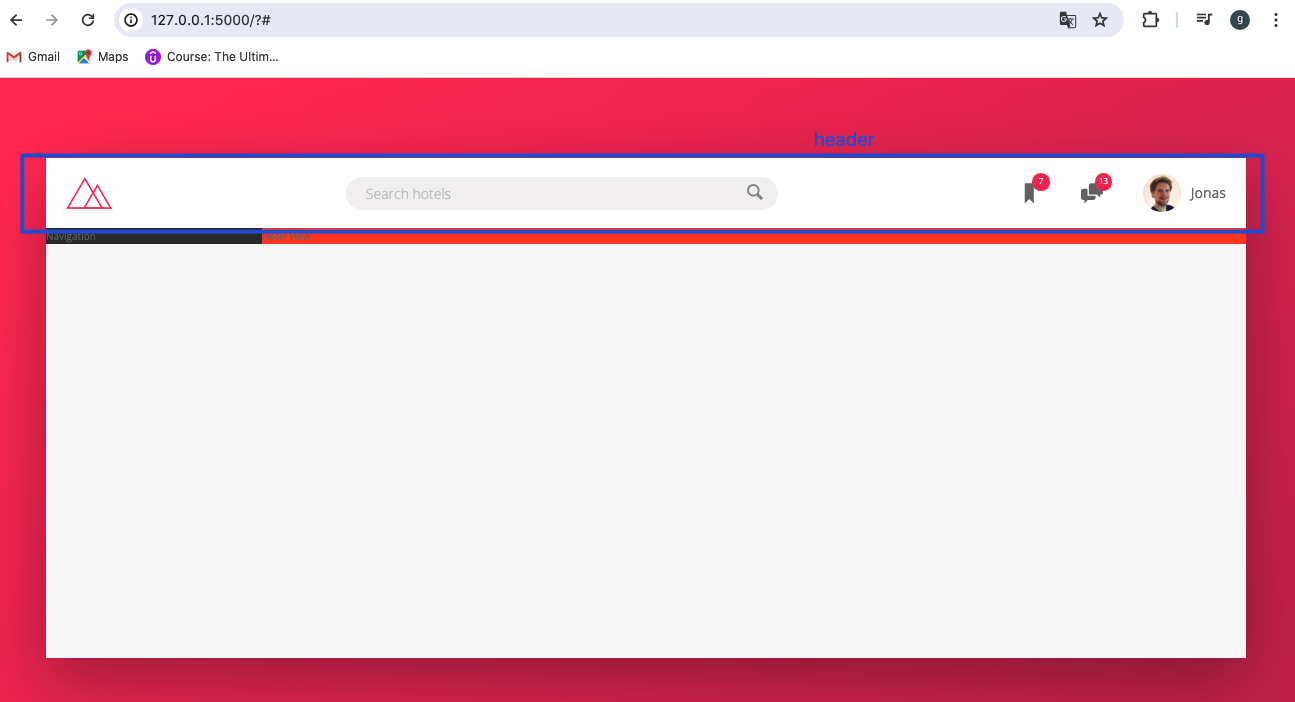 127.0.0.1:5000/?#
g
Gmail
Maps
Course: The Ultim...
header
Search hotels
7
13
Jonas
Navigation